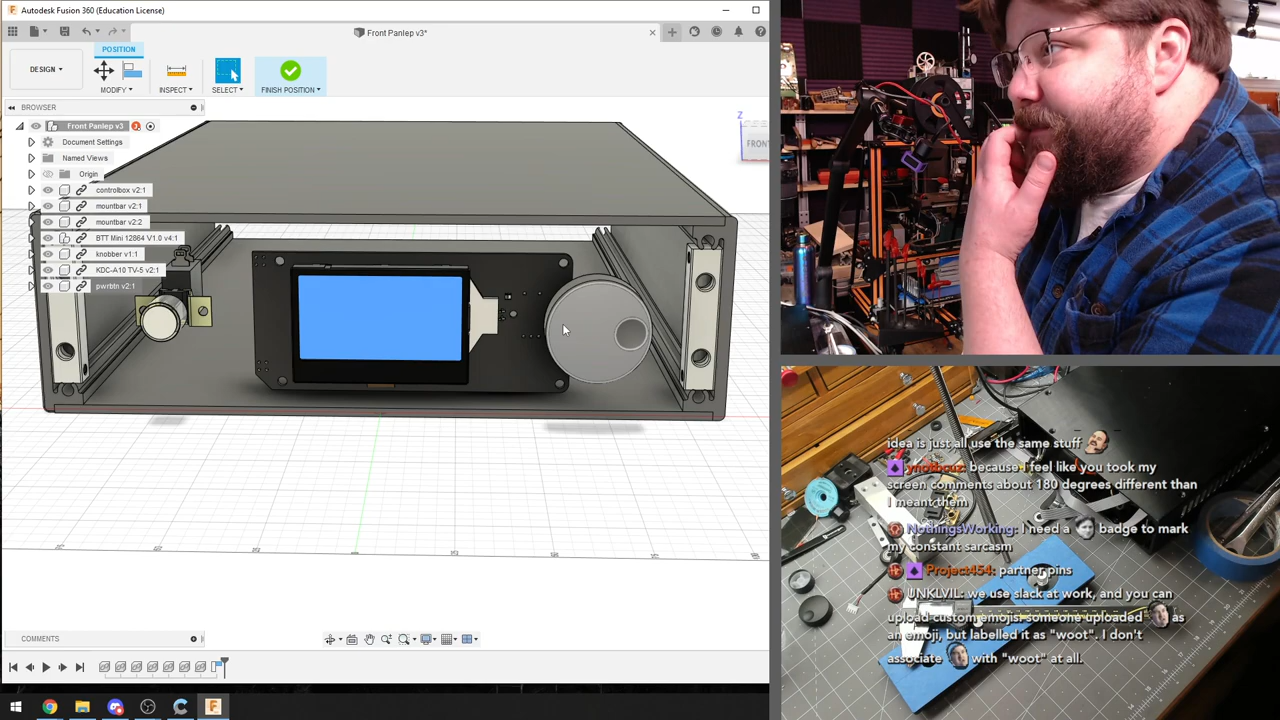 Autodesk Fusion 360 (Education License)
Front Panlep v3*
POSITION
DESIGN
MODIFY
INSPECT
SELECT
FINISH POSITION
BROWSER
Front Panlep v3
Document Settings
Named Views
Origin
controlbox v2:1
mountbar v2:1
mountbar v2:2
BTT Mini 12864 V1.0 v4:1
knobber v1:1
KDC-A10 TV-5 v2:1
pwrbtn v2:1
Z
FRONT
COMMENTS
idea is just all use the same stuff
because I feel like you took my
screen comments about 180 degrees different than
I meant them
NothingsWorking: I need a badge to mark
my constant sarcasm
Project454: partner pins
UNKLVIL: we use slack at work, and you can
upload custom emojis. someone uploaded as
an emoji, but labelled it as "woot". I don't
associate with "woot" at all.